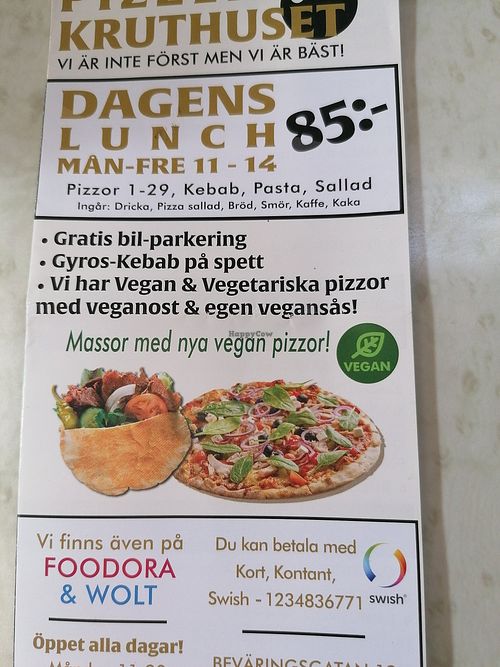 KRUTHUSET
VI ÄR INTE FÖRST MEN VI ÄR BÄST!
DAGENS
LUNCH
MÅN-FRE 11 - 14
85:-
Pizzor 1-29, Kebab, Pasta, Sallad
Ingår: Dricka, Pizza sallad, Bröd, Smör, Kaffe, Kaka
• Gratis bil-parkering
• Gyros-Kebab på spett
• Vi har Vegan & Vegetariska pizzor
med veganost & egen vegansås!
HappyCow
Massor med nya vegan pizzor!
VEGAN
Vi finns även på
FOODORA
& WOLT
Du kan betala med
Kort, Kontant,
Swish - 1234836771
swish
Öppet alla dagar!
BEVÄRINGSGATAN 10